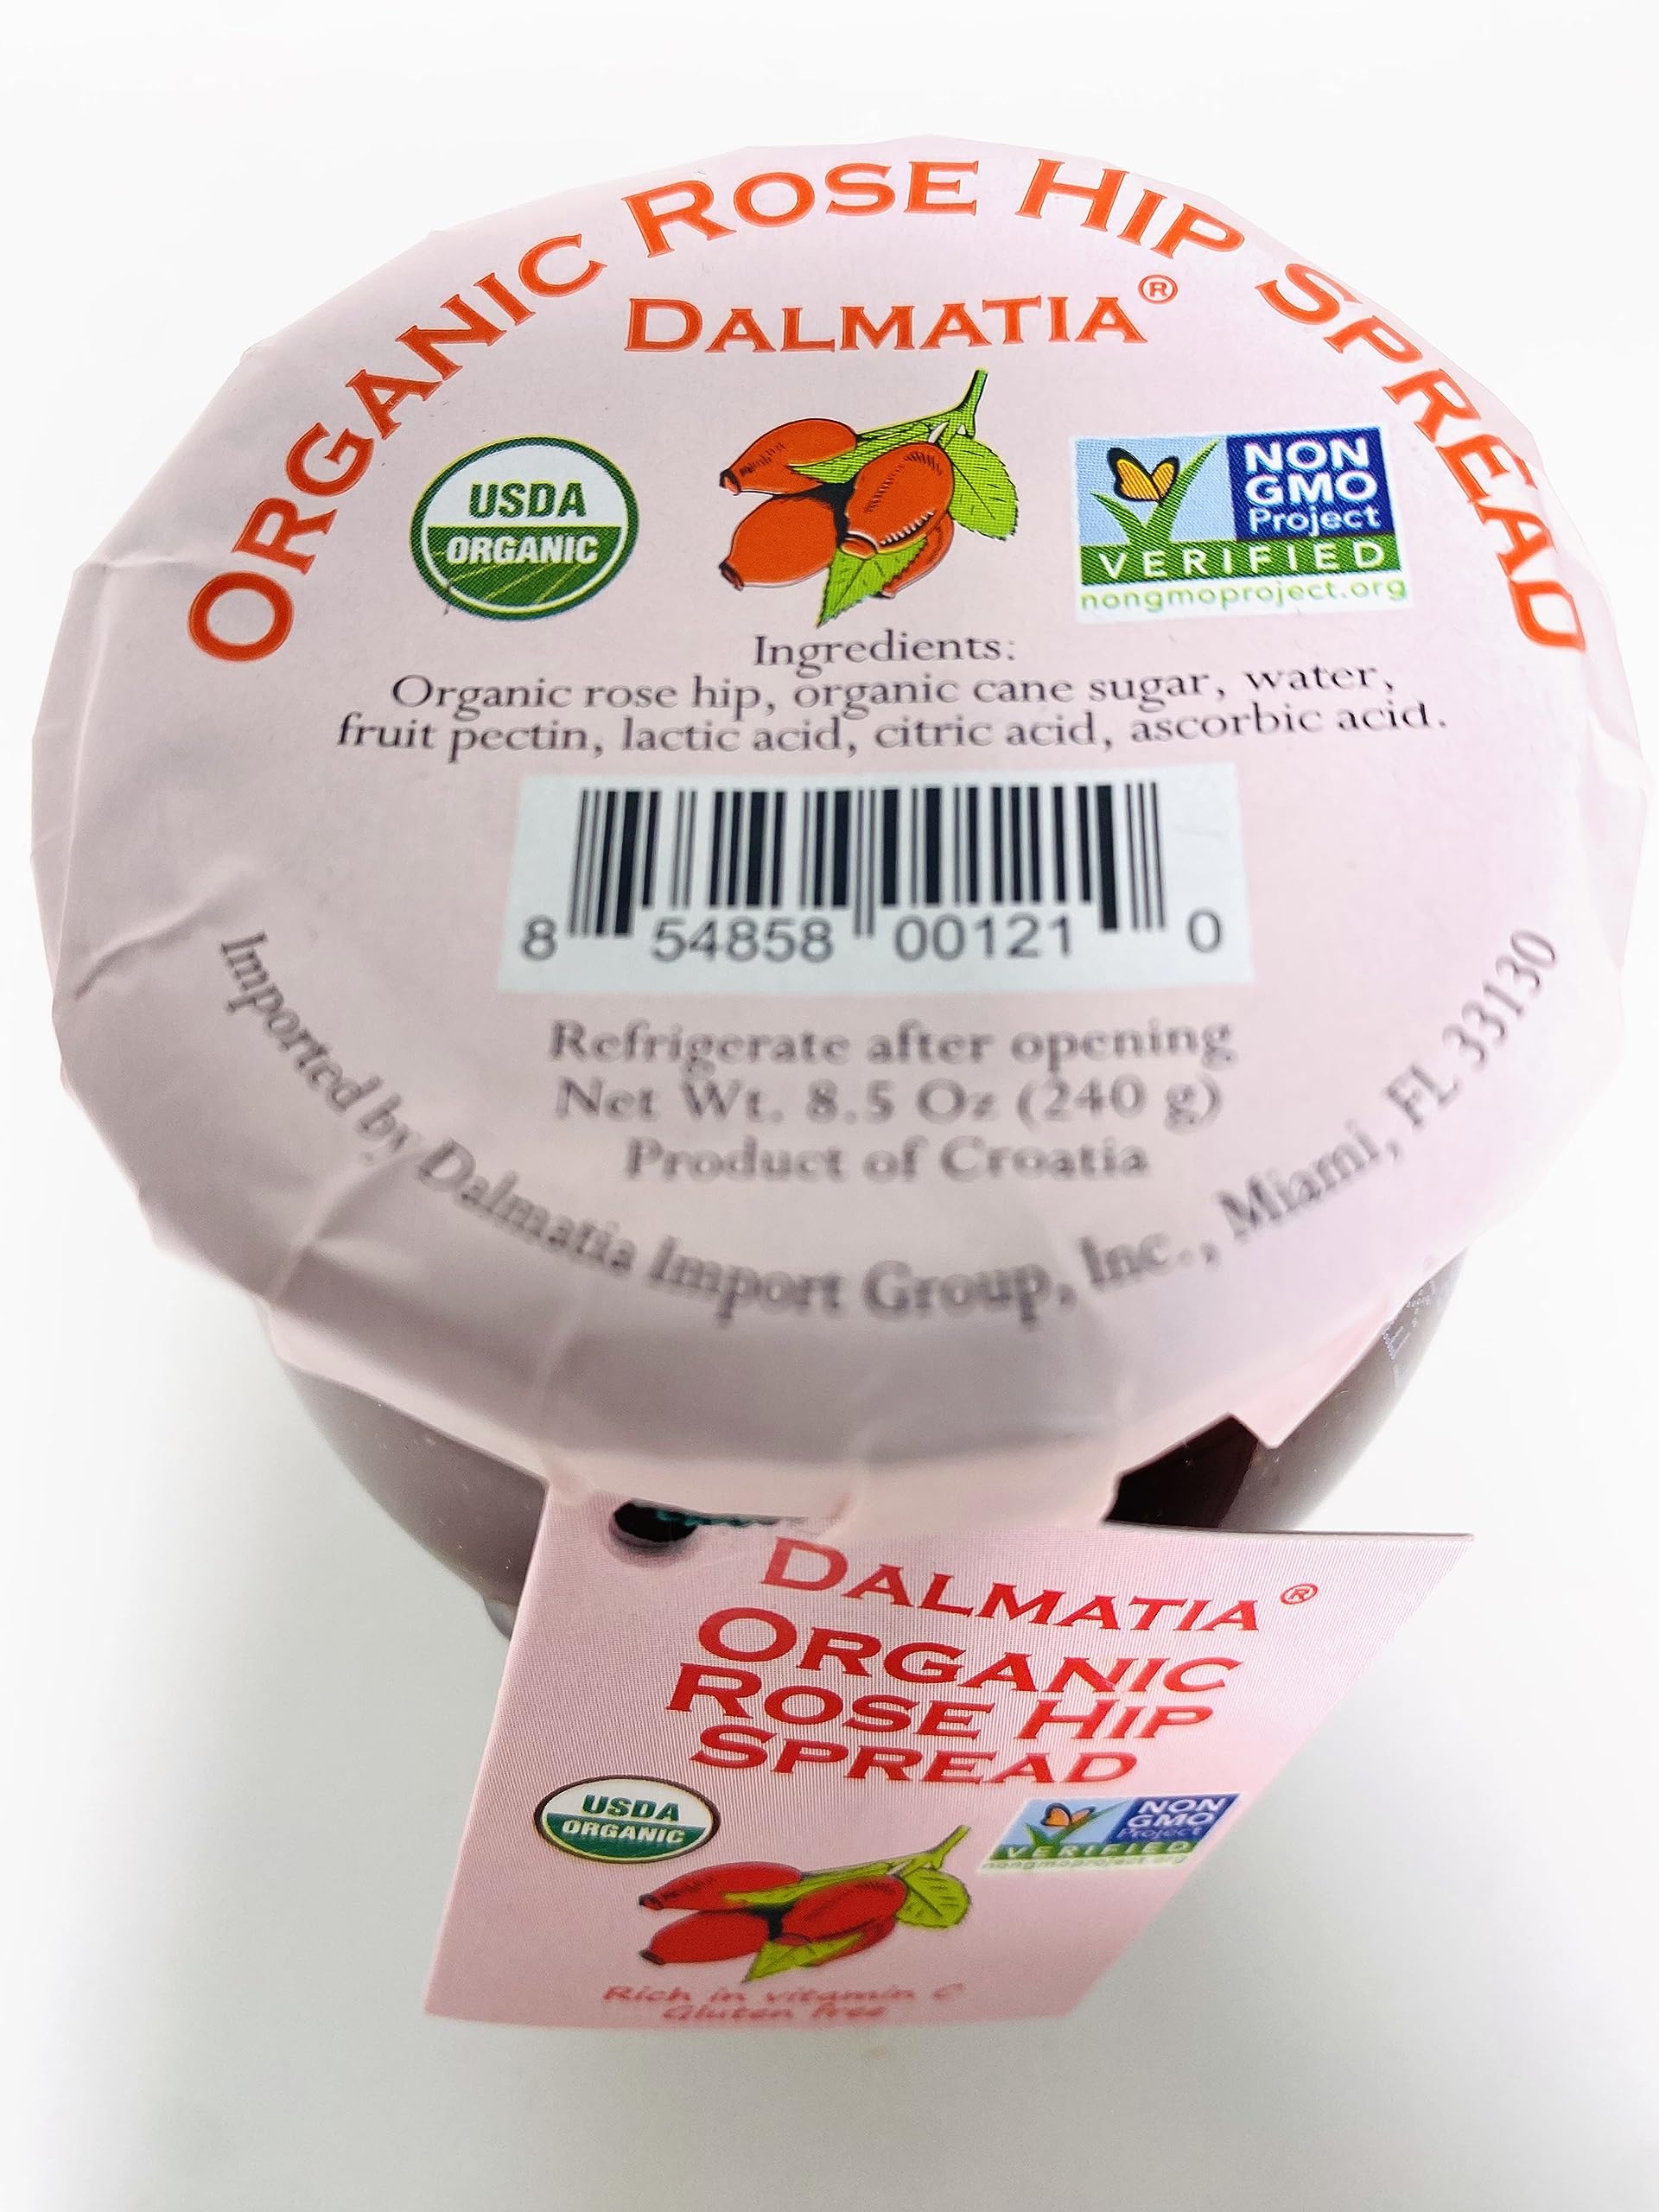 ORGANIC ROSE HIP SPREAD
DALMATIA®
USDA
ORGANIC
NON
GMO
Project
VERIFIED
nongmoproject.org
Ingredients:
Organic rose hip, organic cane sugar, water,
fruit pectin, lactic acid, citric acid, ascorbic acid.
8 54858 00121 0
Refrigerate after opening
Net Wt. 8.5 Oz (240 g)
Product of Croatia
Imported by Dalmatia Import Group, Inc., Miami, FL 33130
DALMATIA®
ORGANIC
ROSE HIP
SPREAD
USDA
ORGANIC
NON
GMO
Project
VERIFIED
nongmoproject.org
Rich in vitamin C
Gluten free